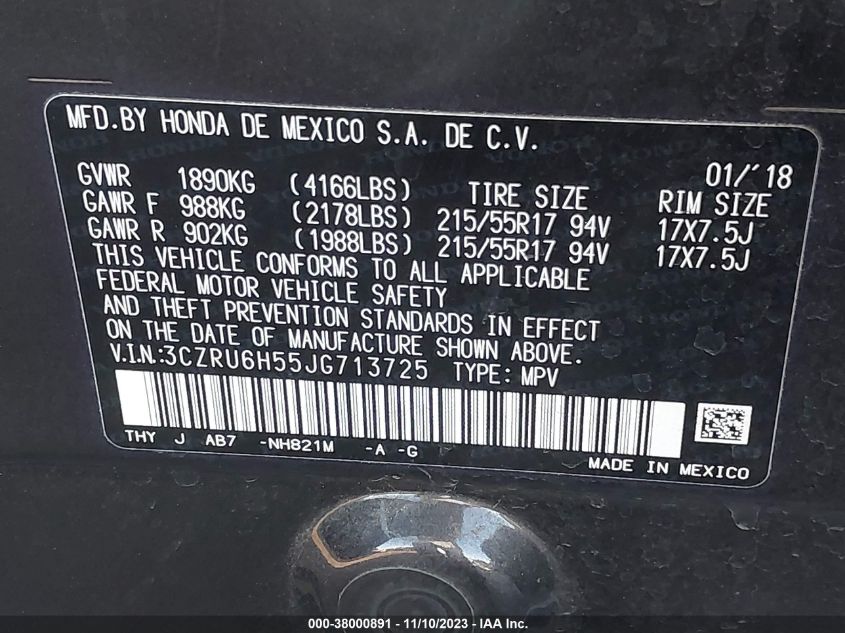 MFD.BY HONDA DE MEXICO S.A. DE C.V.
01/'18
GVWR 1890KG (4166LBS) TIRE SIZE RIM SIZE
GAWR F 988KG (2178LBS) 215/55R17 94V 17X7.5J
GAWR R 902KG (1988LBS) 215/55R17 94V 17X7.5J
THIS VEHICLE CONFORMS TO ALL APPLICABLE
FEDERAL MOTOR VEHICLE SAFETY
AND THEFT PREVENTION STANDARDS IN EFFECT
ON THE DATE OF MANUFACTURE SHOWN ABOVE.
V.I.N.:3CZRU6H55JG713725 TYPE: MPV
THY J AB7 -NH821M -A -G
MADE IN MEXICO
000-38000891 - 11/10/2023 - IAA Inc.